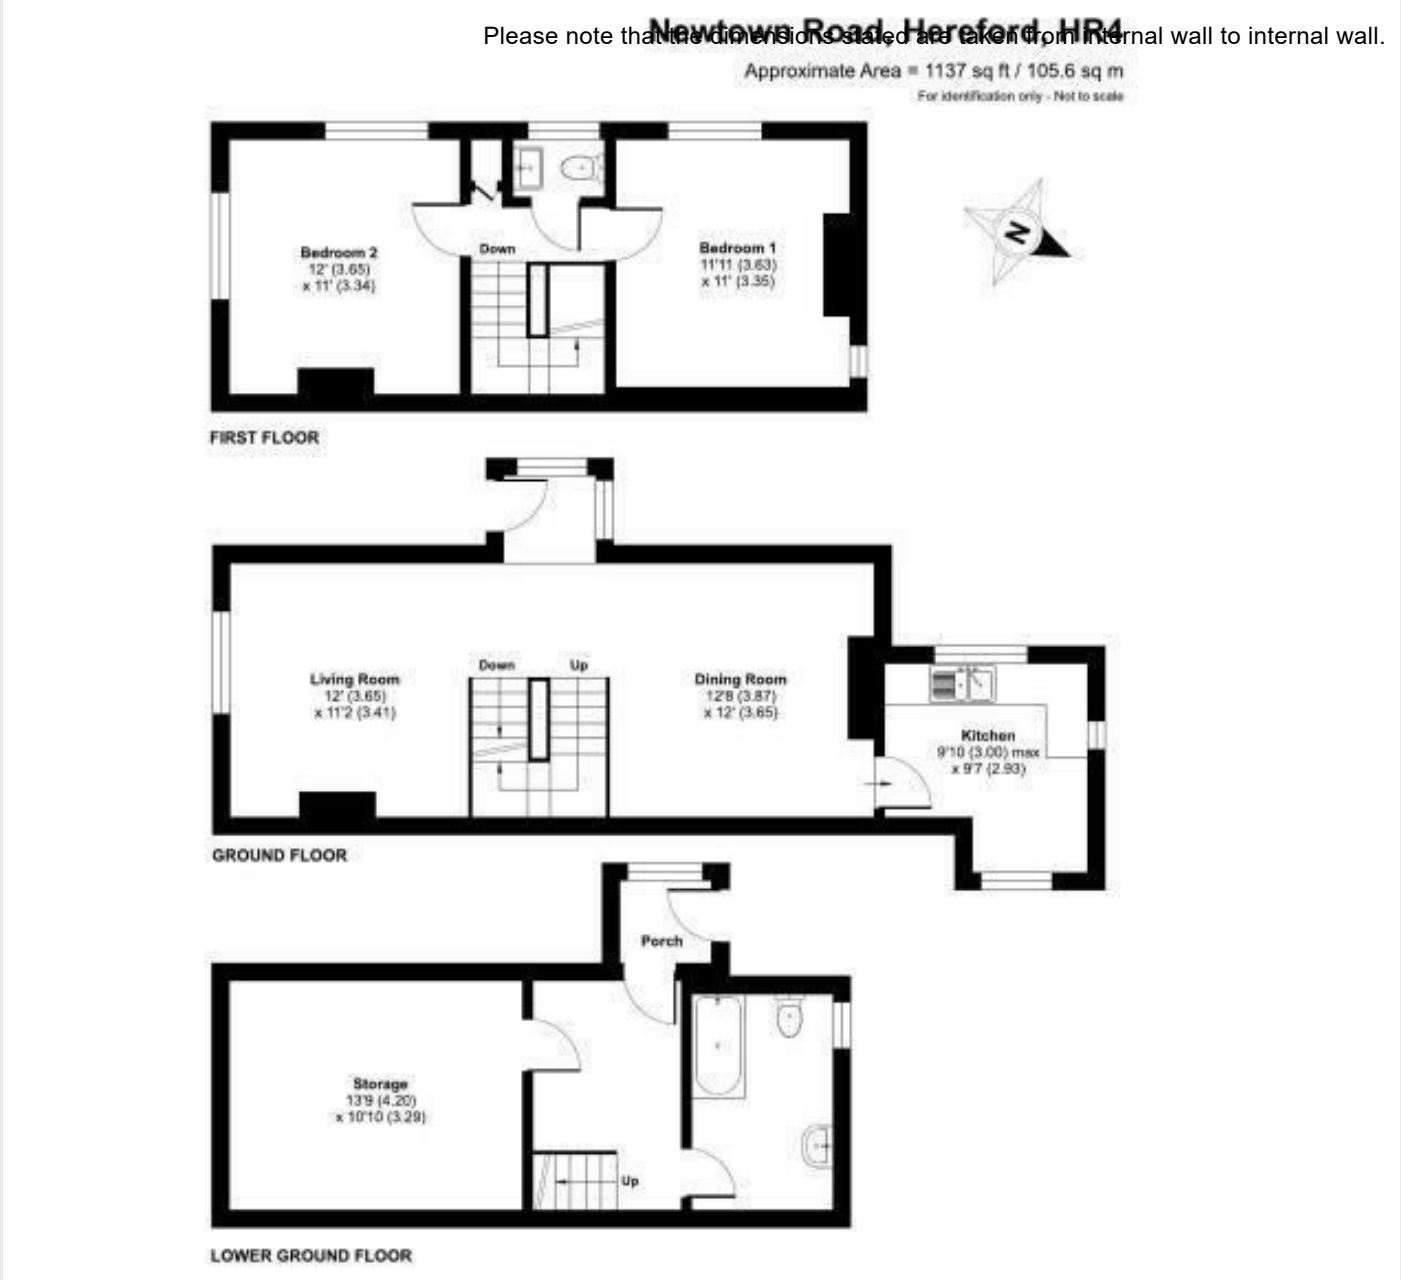 Newtown Road, Hereford, HR4
Please note that the dimensions stated are taken from internal wall to internal wall.
Approximate Area = 1137 sq ft / 105.6 sq m
For identification only - Not to scale
Bedroom 2
12' (3.65)
x 11' (3.34)
Down
Bedroom 1
11'11 (3.63)
x 11' (3.35)
N
FIRST FLOOR
Living Room
12' (3.65)
x 11'2 (3.41)
Down
Up
Dining Room
12'8 (3.87)
x 12' (3.65)
Kitchen
9'10 (3.00) max
x 9'7 (2.93)
GROUND FLOOR
Porch
Storage
13'9 (4.20)
x 10'10 (3.29)
Up
LOWER GROUND FLOOR